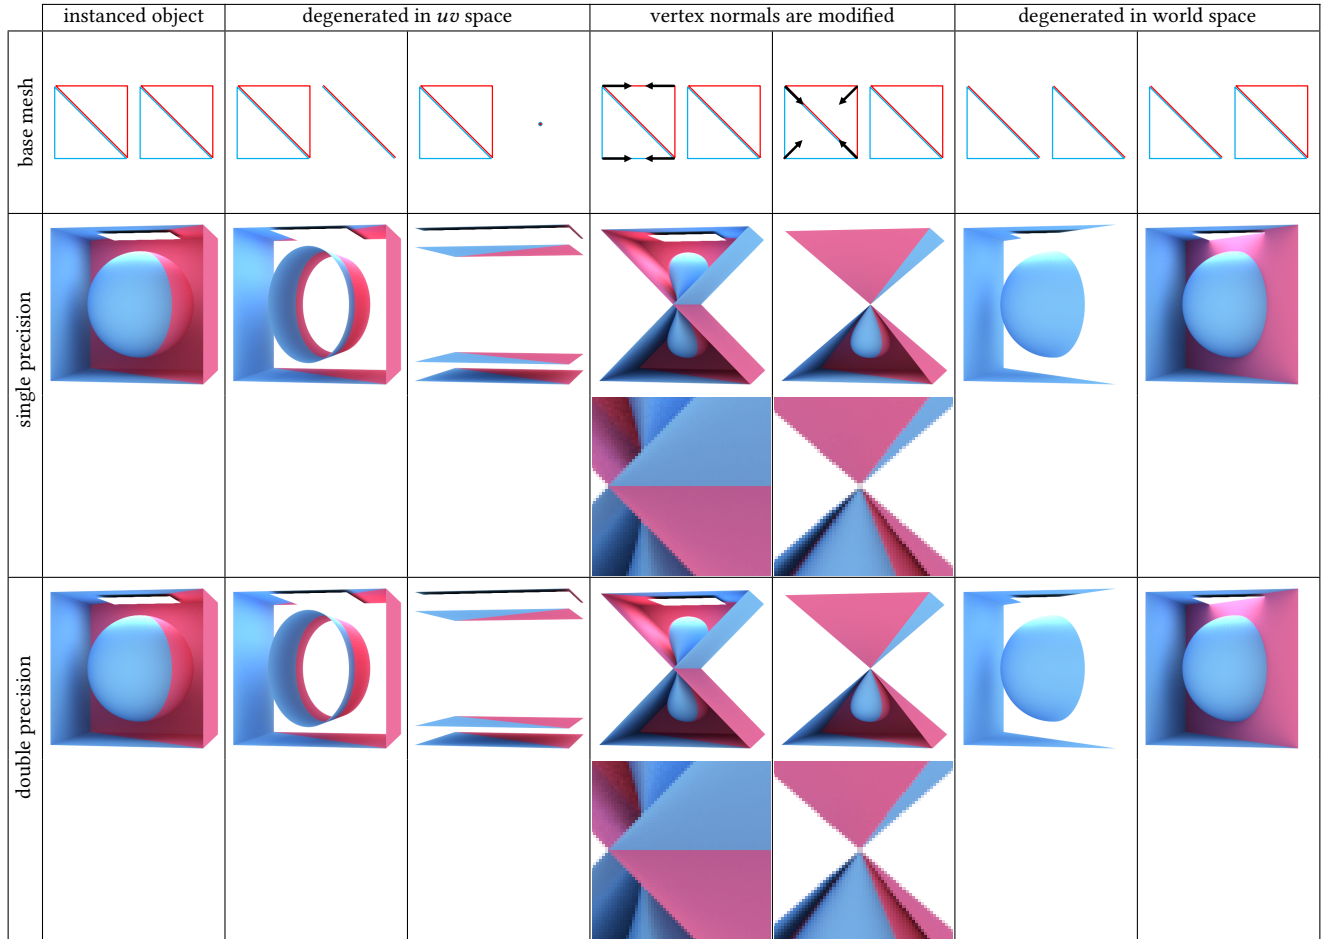 instanced object
degenerated in uv space
vertex normals are modified
degenerated in world space
base mesh
single precision
double precision